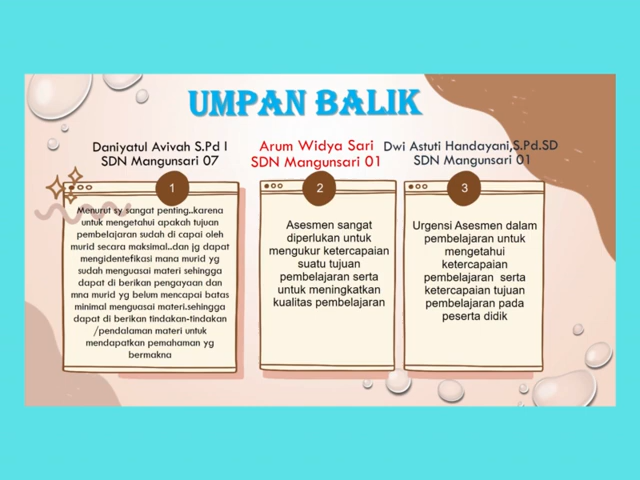 UMPAN BALIK
Daniyatul Avivah S.Pd I
SDN Mangunsari 07
1
Menurut sy sangat penting..karena
untuk mengetahui apakah tujuan
pembelajaran sudah di capai oleh
murid secara maksimal..dan jg dapat
mengidentefikasi mana murid yg
sudah menguasai materi sehingga
dapat di berikan pengayaan dan
mna murid yg belum mencapai batas
minimal menguasai materi.sehingga
dapat di berikan tindakan-tindakan
/pendalaman materi untuk
mendapatkan pemahaman yg
bermakna
Arum Widya Sari
SDN Mangunsari 01
2
Asesmen sangat
diperlukan untuk
mengukur ketercapaian
suatu tujuan
pembelajaran serta
untuk meningkatkan
kualitas pembelajaran
Dwi Astuti Handayani,S.Pd.SD
SDN Mangunsari 01
3
Urgensi Asesmen dalam
pembelajaran untuk
mengetahui
ketercapaian
pembelajaran serta
ketercapaian tujuan
pembelajaran pada
peserta didik